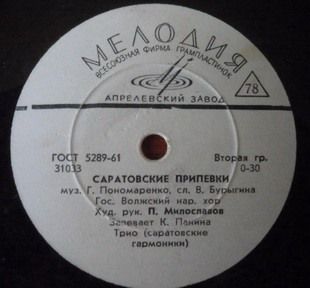 МЕЛОДИЯ
ВСЕСОЮЗНАЯ ФИРМА ГРАМПЛАСТИНОК
78
АПРЕЛЕВСКИЙ ЗАВОД
ГОСТ 5289-61 Вторая гр.
31033 0-30
САРАТОВСКИЕ ПРИПЕВКИ
муз. Г. Пономаренко, сл. В. Бурыгина
Гос. Волжский нар. хор
Худ. рук. П. Милославов
Запевает К. Панина
Трио (саратовские
гармоники)